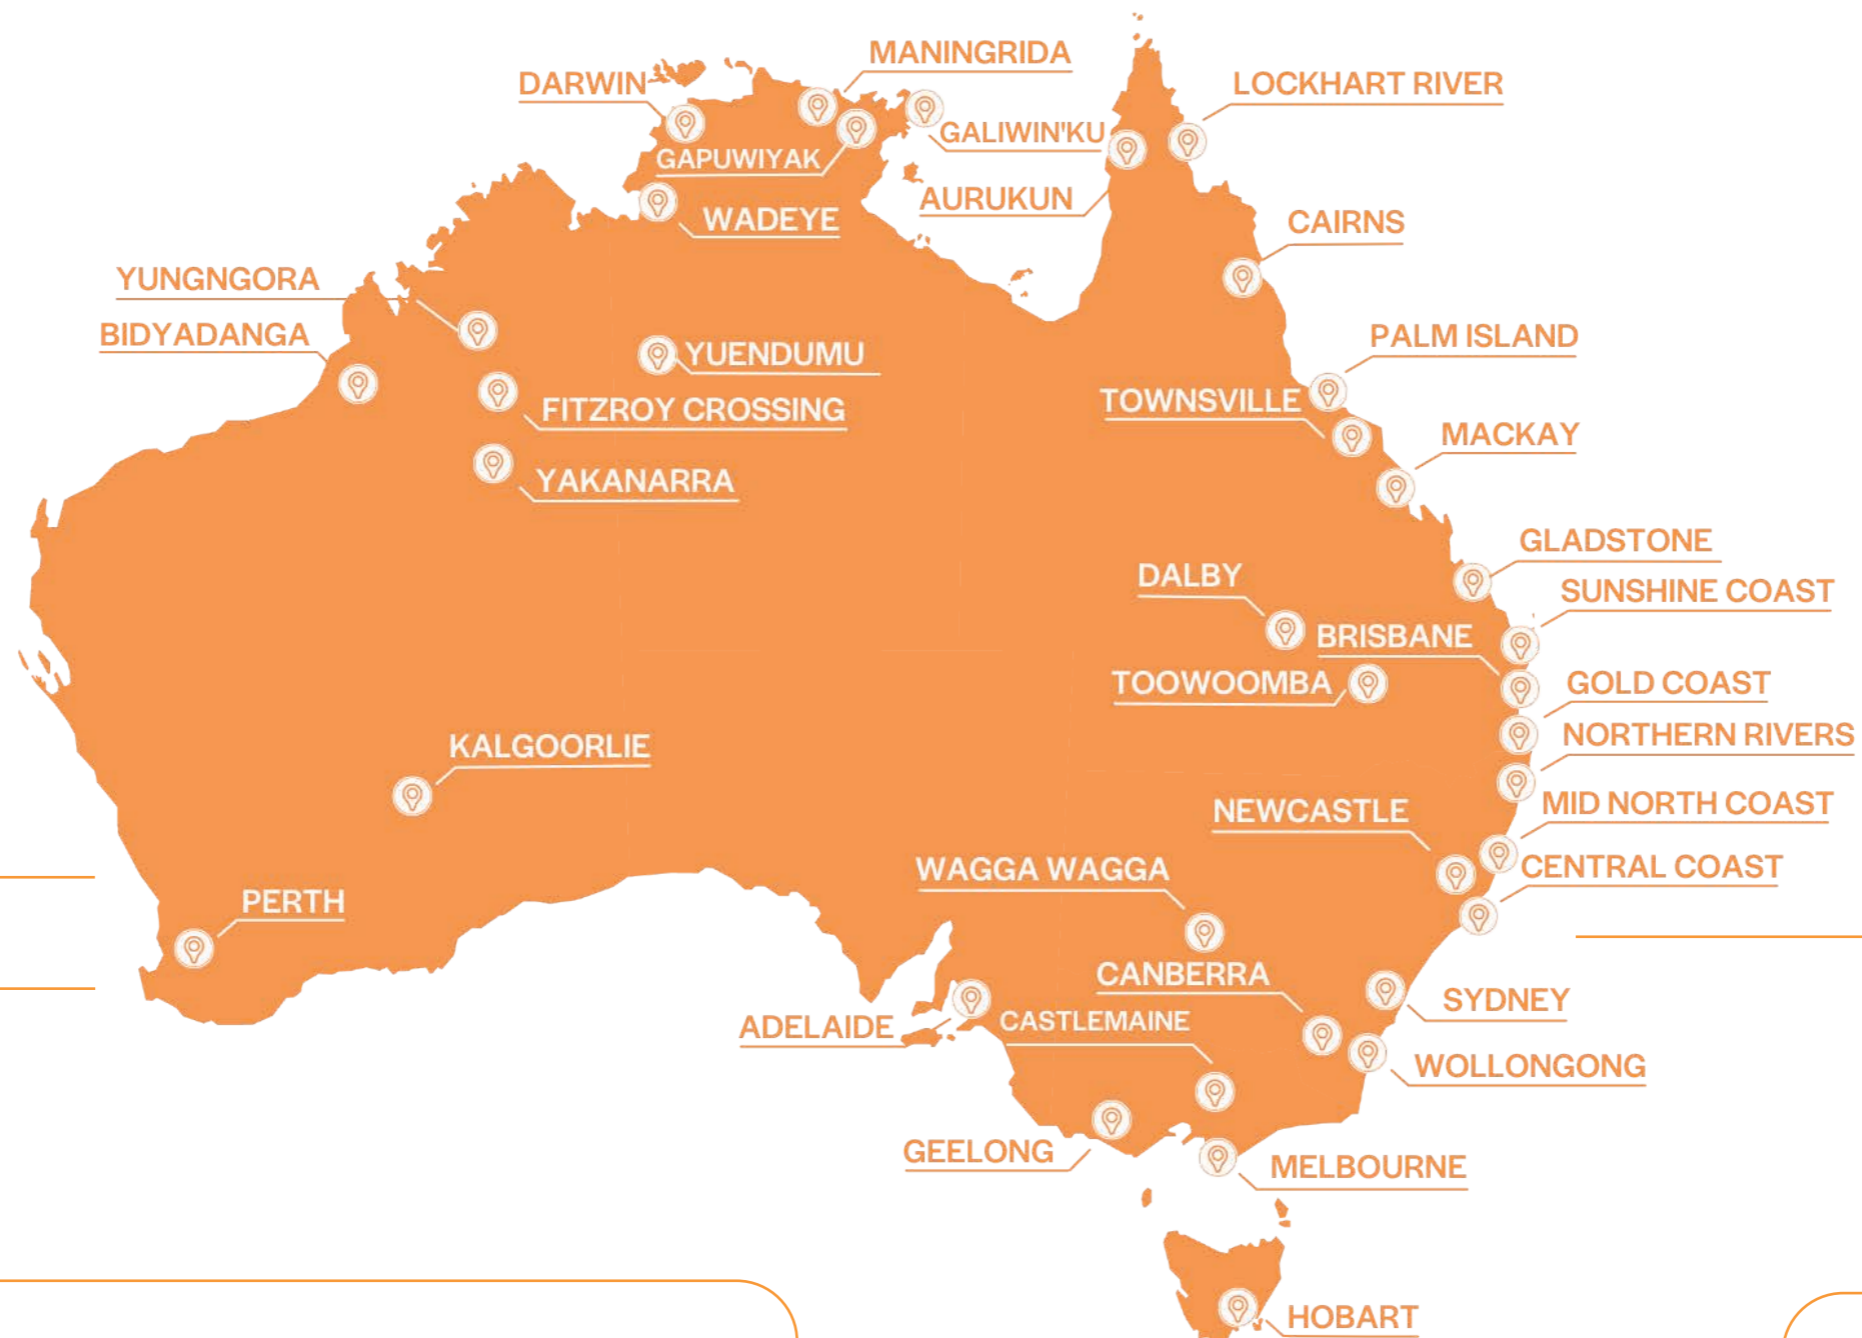 MANINGRIDA
DARWIN
LOCKHART RIVER
GALIWIN'KU
GAPUWIYAK
AURUKUN
WADEYE
CAIRNS
YUNGNGORA
BIDYADANGA
PALM ISLAND
YUENDUMU
TOWNSVILLE
FITZROY CROSSING
MACKAY
YAKANARRA
GLADSTONE
DALBY
SUNSHINE COAST
BRISBANE
TOOWOOMBA
GOLD COAST
NORTHERN RIVERS
KALGOORLIE
MID NORTH COAST
NEWCASTLE
CENTRAL COAST
WAGGA WAGGA
PERTH
CANBERRA
SYDNEY
CASTLEMAINE
ADELAIDE
WOLLONGONG
GEELONG
MELBOURNE
HOBART